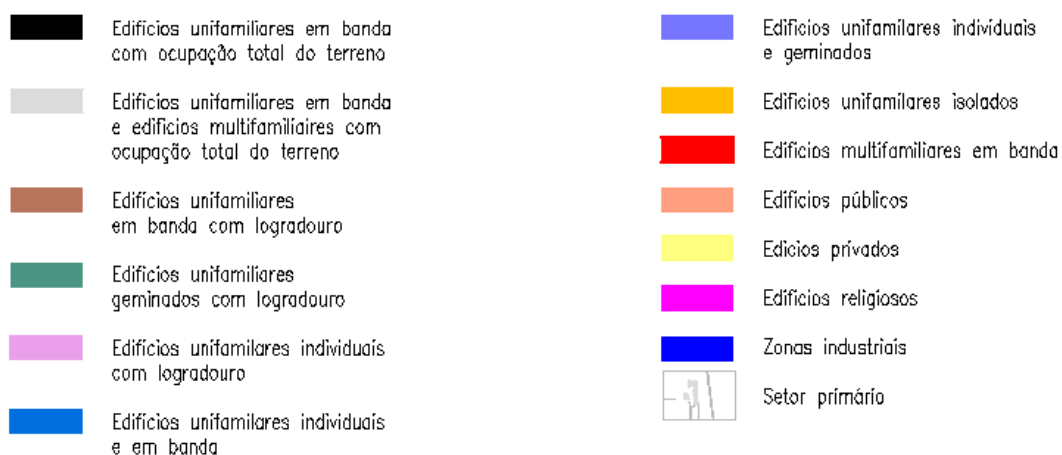 Edifícios unifamiliares em banda
com ocupação total do terreno
Edifícios unifamiliares em banda
e edifícios multifamiliaires com
ocupação total do terreno
Edifícios unifamiliares
em banda com logradouro
Edifícios unifamiliares
geminados com logradouro
Edifícios unifamilares individuais
com logradouro
Edifícios unifamilares individuais
e em banda
Edifícios unifamilares individuais
e geminados
Edifícios unifamilares isolados
Edifícios multifamiliares em banda
Edifícios públicos
Edicios privados
Edifícios religiosos
Zonas industriais
Setor primário